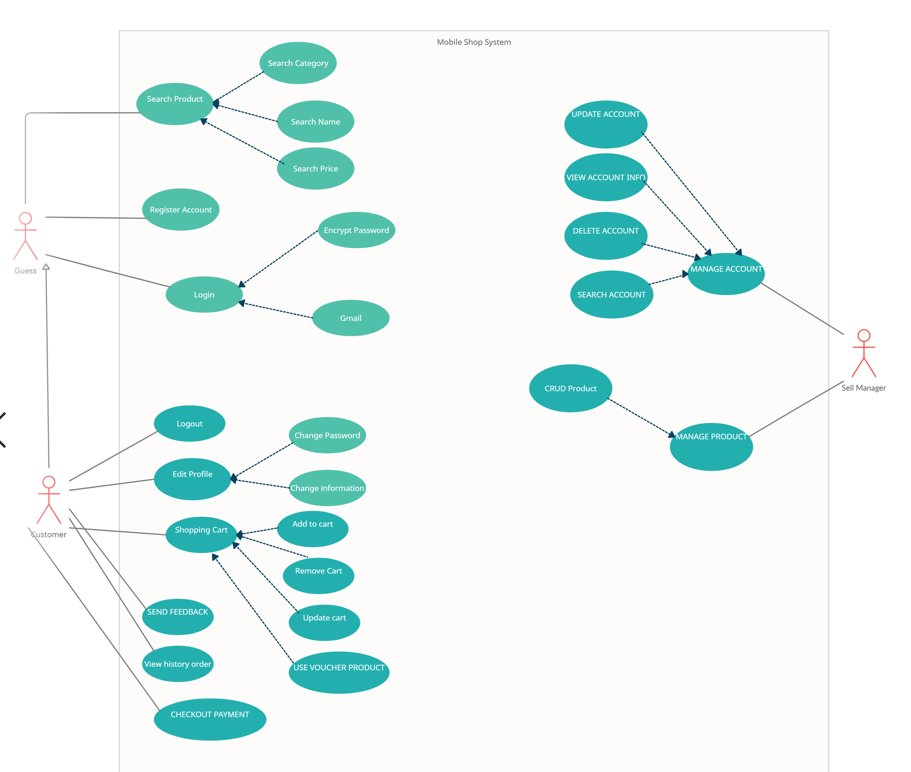 Mobile Shop System
Search Category
Search Product
Search Name
Search Price
Register Account
Encrypt Password
Guess
Login
Gmail
UPDATE ACCOUNT
VIEW ACCOUNT INFO
DELETE ACCOUNT
MANAGE ACCOUNT
SEARCH ACCOUNT
Sell Manager
CRUD Product
MANAGE PRODUCT
Logout
Change Password
Edit Profile
Change information
Customer
Shopping Cart
Add to cart
Remove Cart
Update cart
SEND FEEDBACK
View history order
USE VOUCHER PRODUCT
CHECKOUT PAYMENT